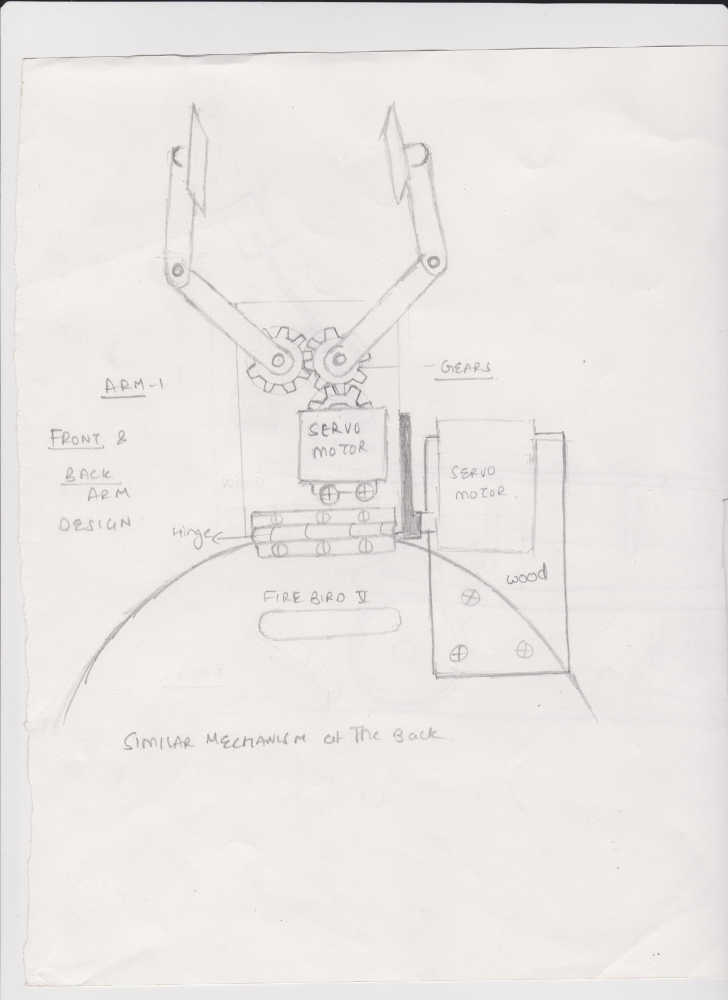 GEARS
ARM-1
SERVO
MOTOR
FRONT &
BACK
ARM
DESIGN
SERVO
MOTOR
Hinge
wood
FIRE BIRD V
SIMILAR MECHANISM at The Back